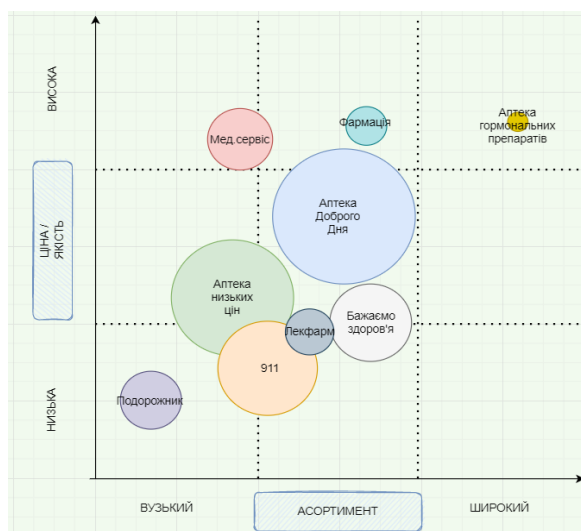 ВИСОКА
Мед.сервіс
Фармація
Аптека
гормональних
препаратів
ЦІНА /
ЯКІСТЬ
Аптека
Доброго
Дня
Аптека
низьких
цін
Лекфарм
Бажаємо
здоров'я
911
НИЗЬКА
Подорожник
ВУЗЬКИЙ
АСОРТИМЕНТ
ШИРОКИЙ